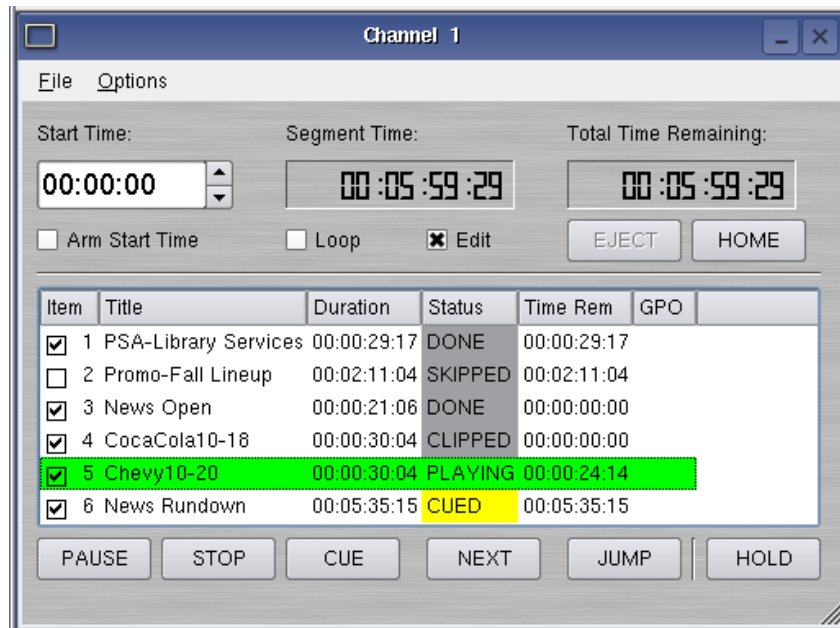 Channel 1
File Options
Start Time: Segment Time: Total Time Remaining:
00:00:00 00:05:59:29 00:05:59:29
Arm Start Time Loop Edit EJECT HOME
Item Title Duration Status Time Rem GPO
1 PSA-Library Services 00:00:29:17 DONE 00:00:29:17
2 Promo-Fall Lineup 00:02:11:04 SKIPPED 00:02:11:04
3 News Open 00:00:21:06 DONE 00:00:00:00
4 CocaCola10-18 00:00:30:04 CLIPPED 00:00:00:00
5 Chevy10-20 00:00:30:04 PLAYING 00:00:24:14
6 News Rundown 00:05:35:15 CUED 00:05:35:15
PAUSE STOP CUE NEXT JUMP HOLD